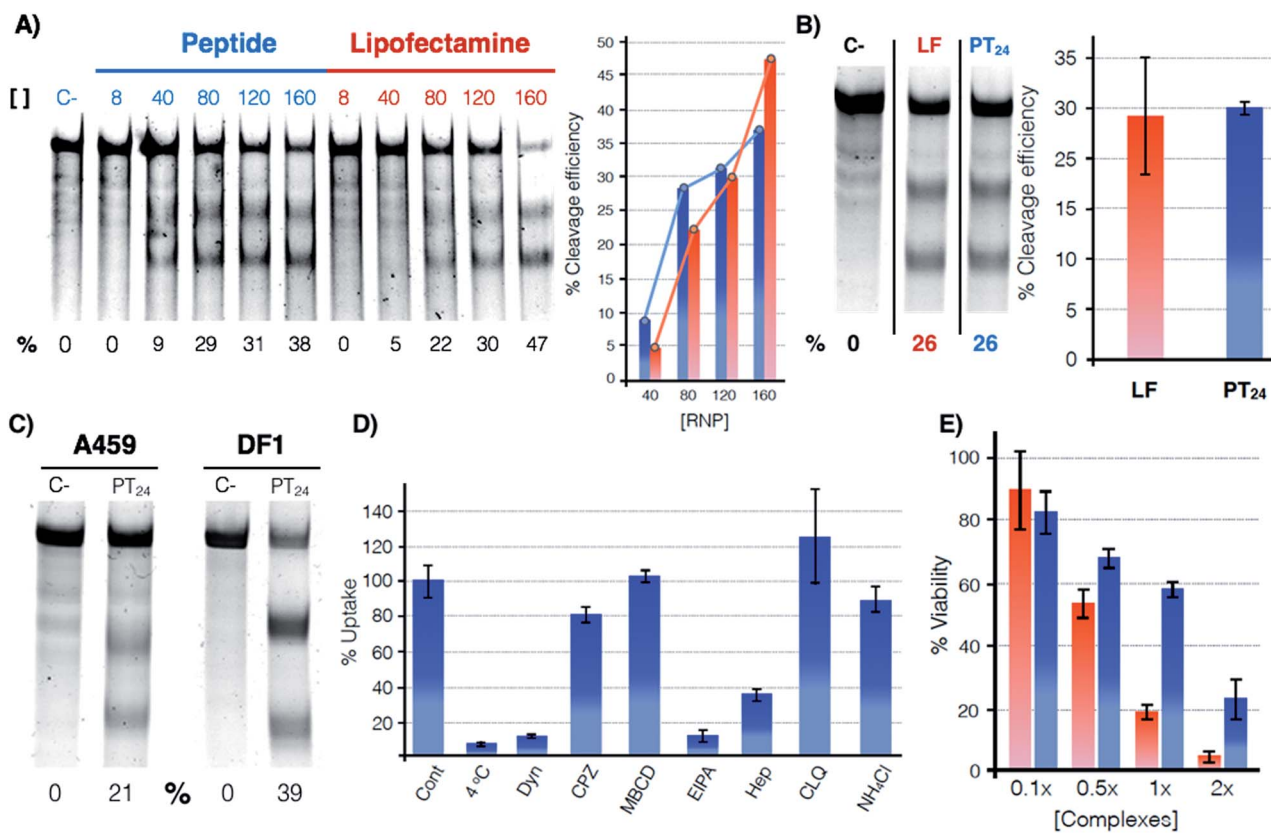 A)
Peptide Lipofectamine
[ ] C- 8 40 80 120 160 8 40 80 120 160
% 0 0 9 29 31 38 0 5 22 30 47
% Cleavage efficiency
50
45
40
35
30
25
20
15
10
5
0
40 80 120 160
[RNP]
B)
C- LF PT24
% 0 26 26
% Cleavage efficiency
35
30
25
20
15
10
5
0
LF PT24
C)
A459 DF1
C- PT24 C- PT24
0 21 % 0 39
D)
% Uptake
140
120
100
80
60
40
20
Cont 4 ºC Dyn CPZ MBCD EIPA Hep CLQ NH4Cl
E)
% Viability
100
80
60
40
20
0
0.1x 0.5x 1x 2x
[Complexes]